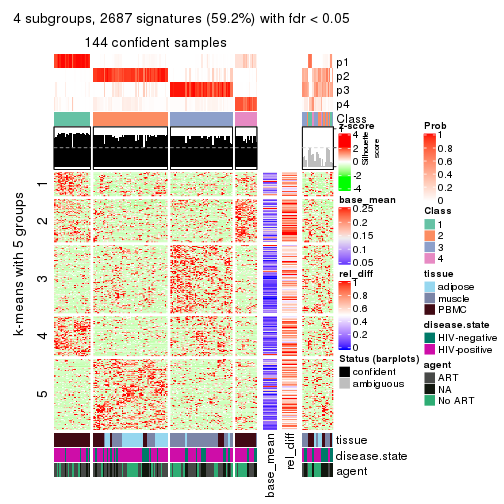 4 subgroups, 2687 signatures (59.2%) with fdr < 0.05
144 confident samples
p1
p2
p3
p4
Class
z-score
4
2
0
-2
-4
Silhouette
score
base_mean
0.25
0.2
0.15
0.1
0.05
rel_diff
1
0.8
0.6
0.4
0.2
0
Status (barplots)
confident
ambiguous
Prob
1
0.8
0.6
0.4
0.2
0
Class
1
2
3
4
tissue
adipose
muscle
PBMC
disease.state
HIV-negative
HIV-positive
agent
ART
NA
No ART
k-means with 5 groups
1
2
3
4
5
tissue
disease.state
agent
base_mean
rel_diff